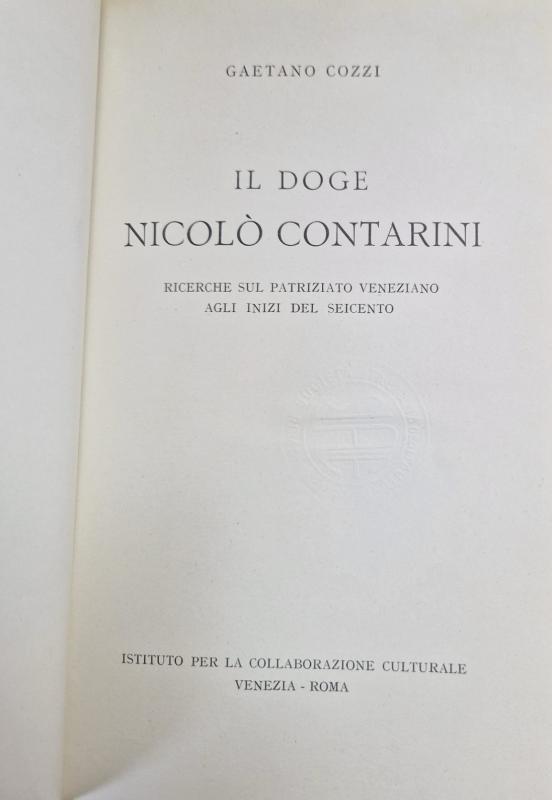 GAETANO COZZI
IL DOGE
NICOLÒ CONTARINI
RICERCHE SUL PATRIZIATO VENEZIANO
AGLI INIZI DEL SEICENTO
ISTITUTO PER LA COLLABORAZIONE CULTURALE
VENEZIA - ROMA